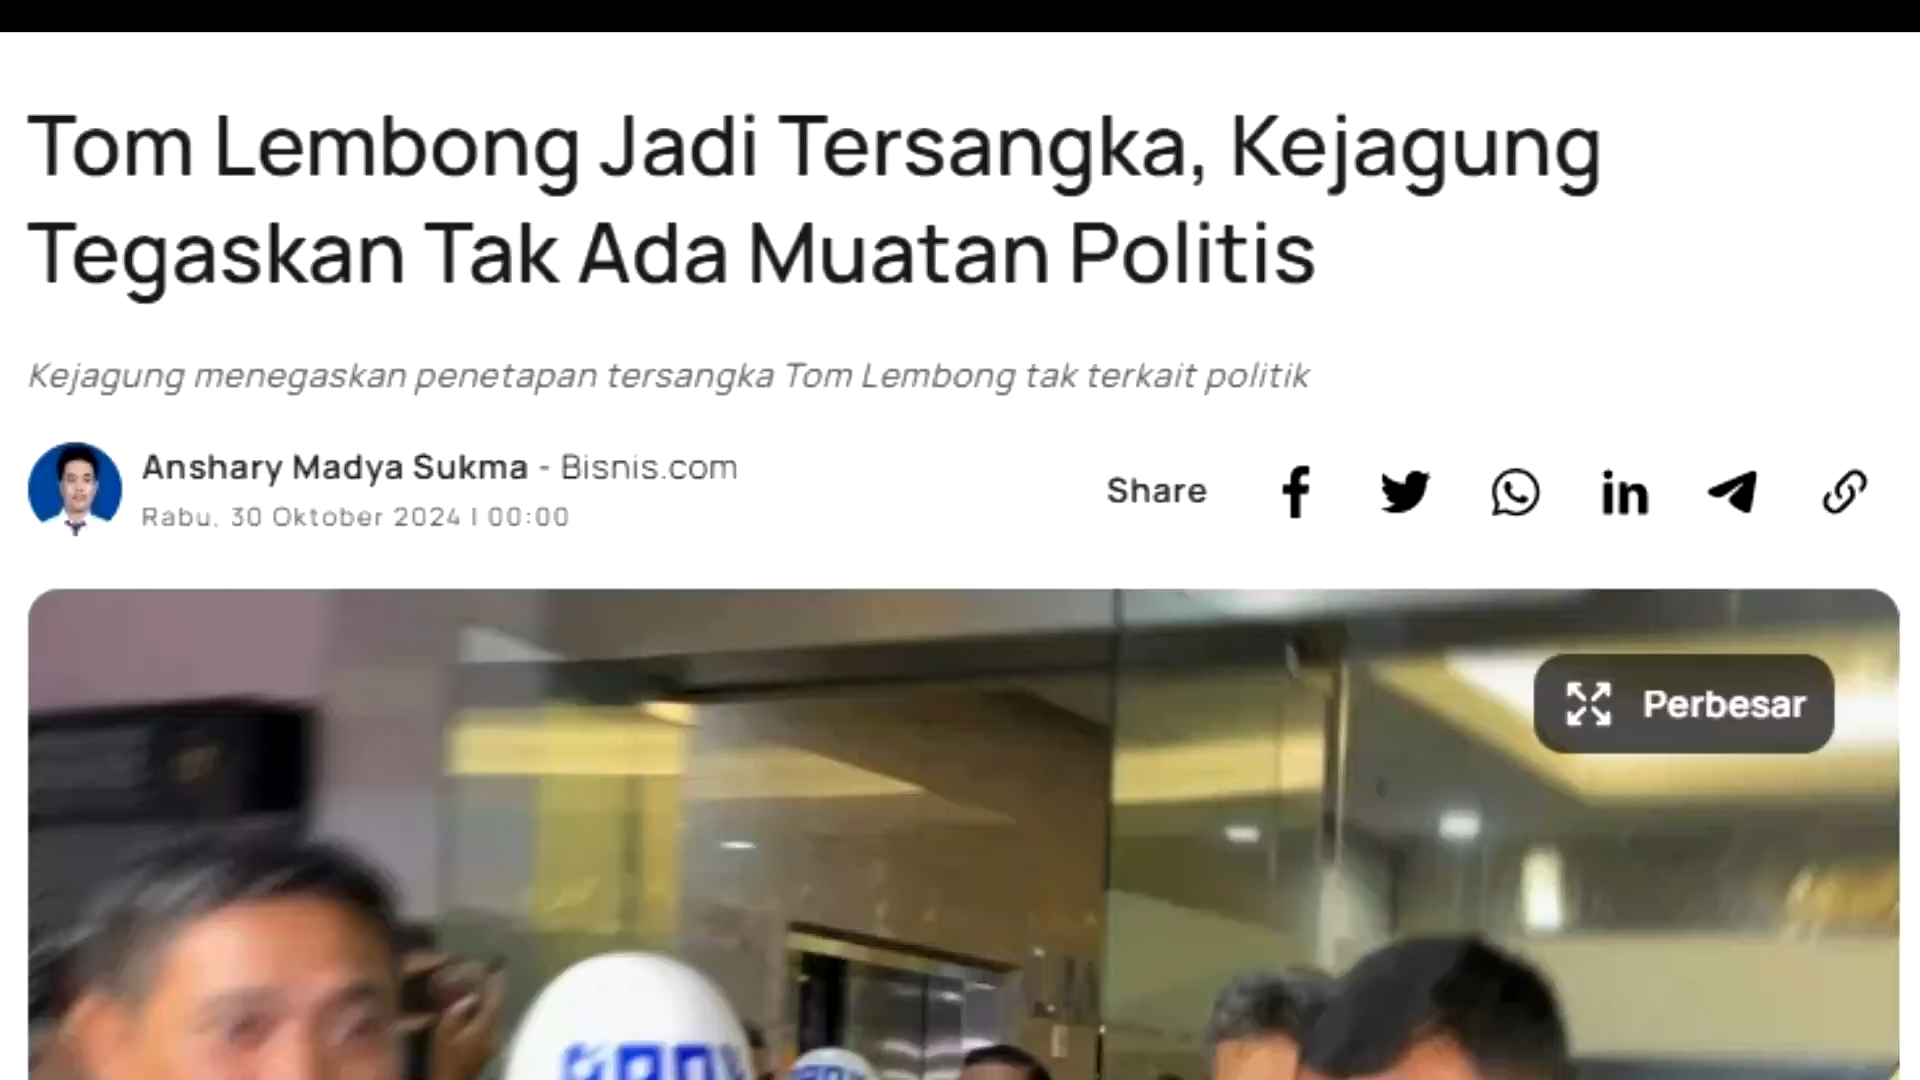 Tom Lembong Jadi Tersangka, Kejagung
Tegaskan Tak Ada Muatan Politis
Kejagung menegaskan penetapan tersangka Tom Lembong tak terkait politik
Anshary Madya Sukma - Bisnis.com
Rabu, 30 Oktober 2024 | 00:00
Share
Perbesar